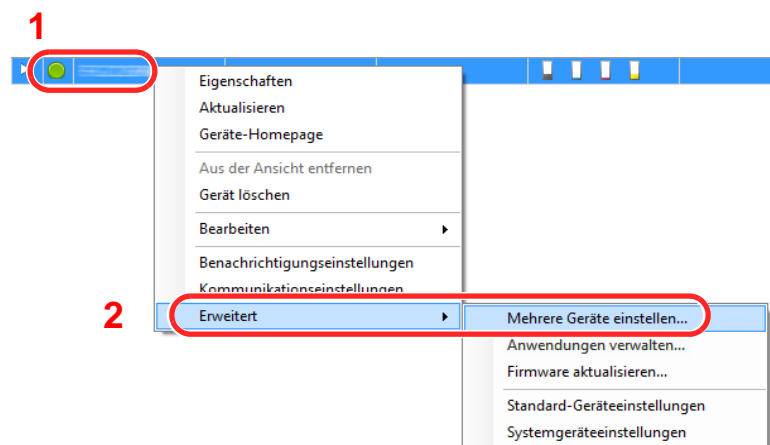 1
Eigenschaften
Aktualisieren
Geräte-Homepage
Aus der Ansicht entfernen
Gerät löschen
Bearbeiten
Benachrichtigungseinstellungen
Kommunikationseinstellungen
2
Erweitert
Mehrere Geräte einstellen...
Anwendungen verwalten...
Firmware aktualisieren...
Standard-Geräteeinstellungen
Systemgeräteeinstellungen